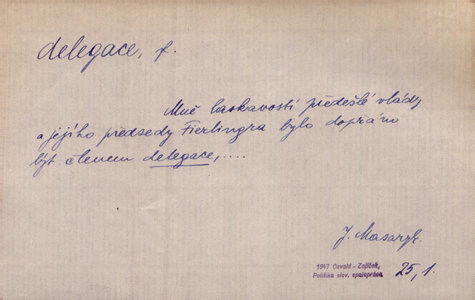 delegace, f.
Mně laskavostí předešlé vlády
a jejího předsedy Fierlingra bylo dopráno
být členem delegace,....
J. Masaryk.
1947 Osvald - Zajíček,
Politika slov. spolupráce
25,1.